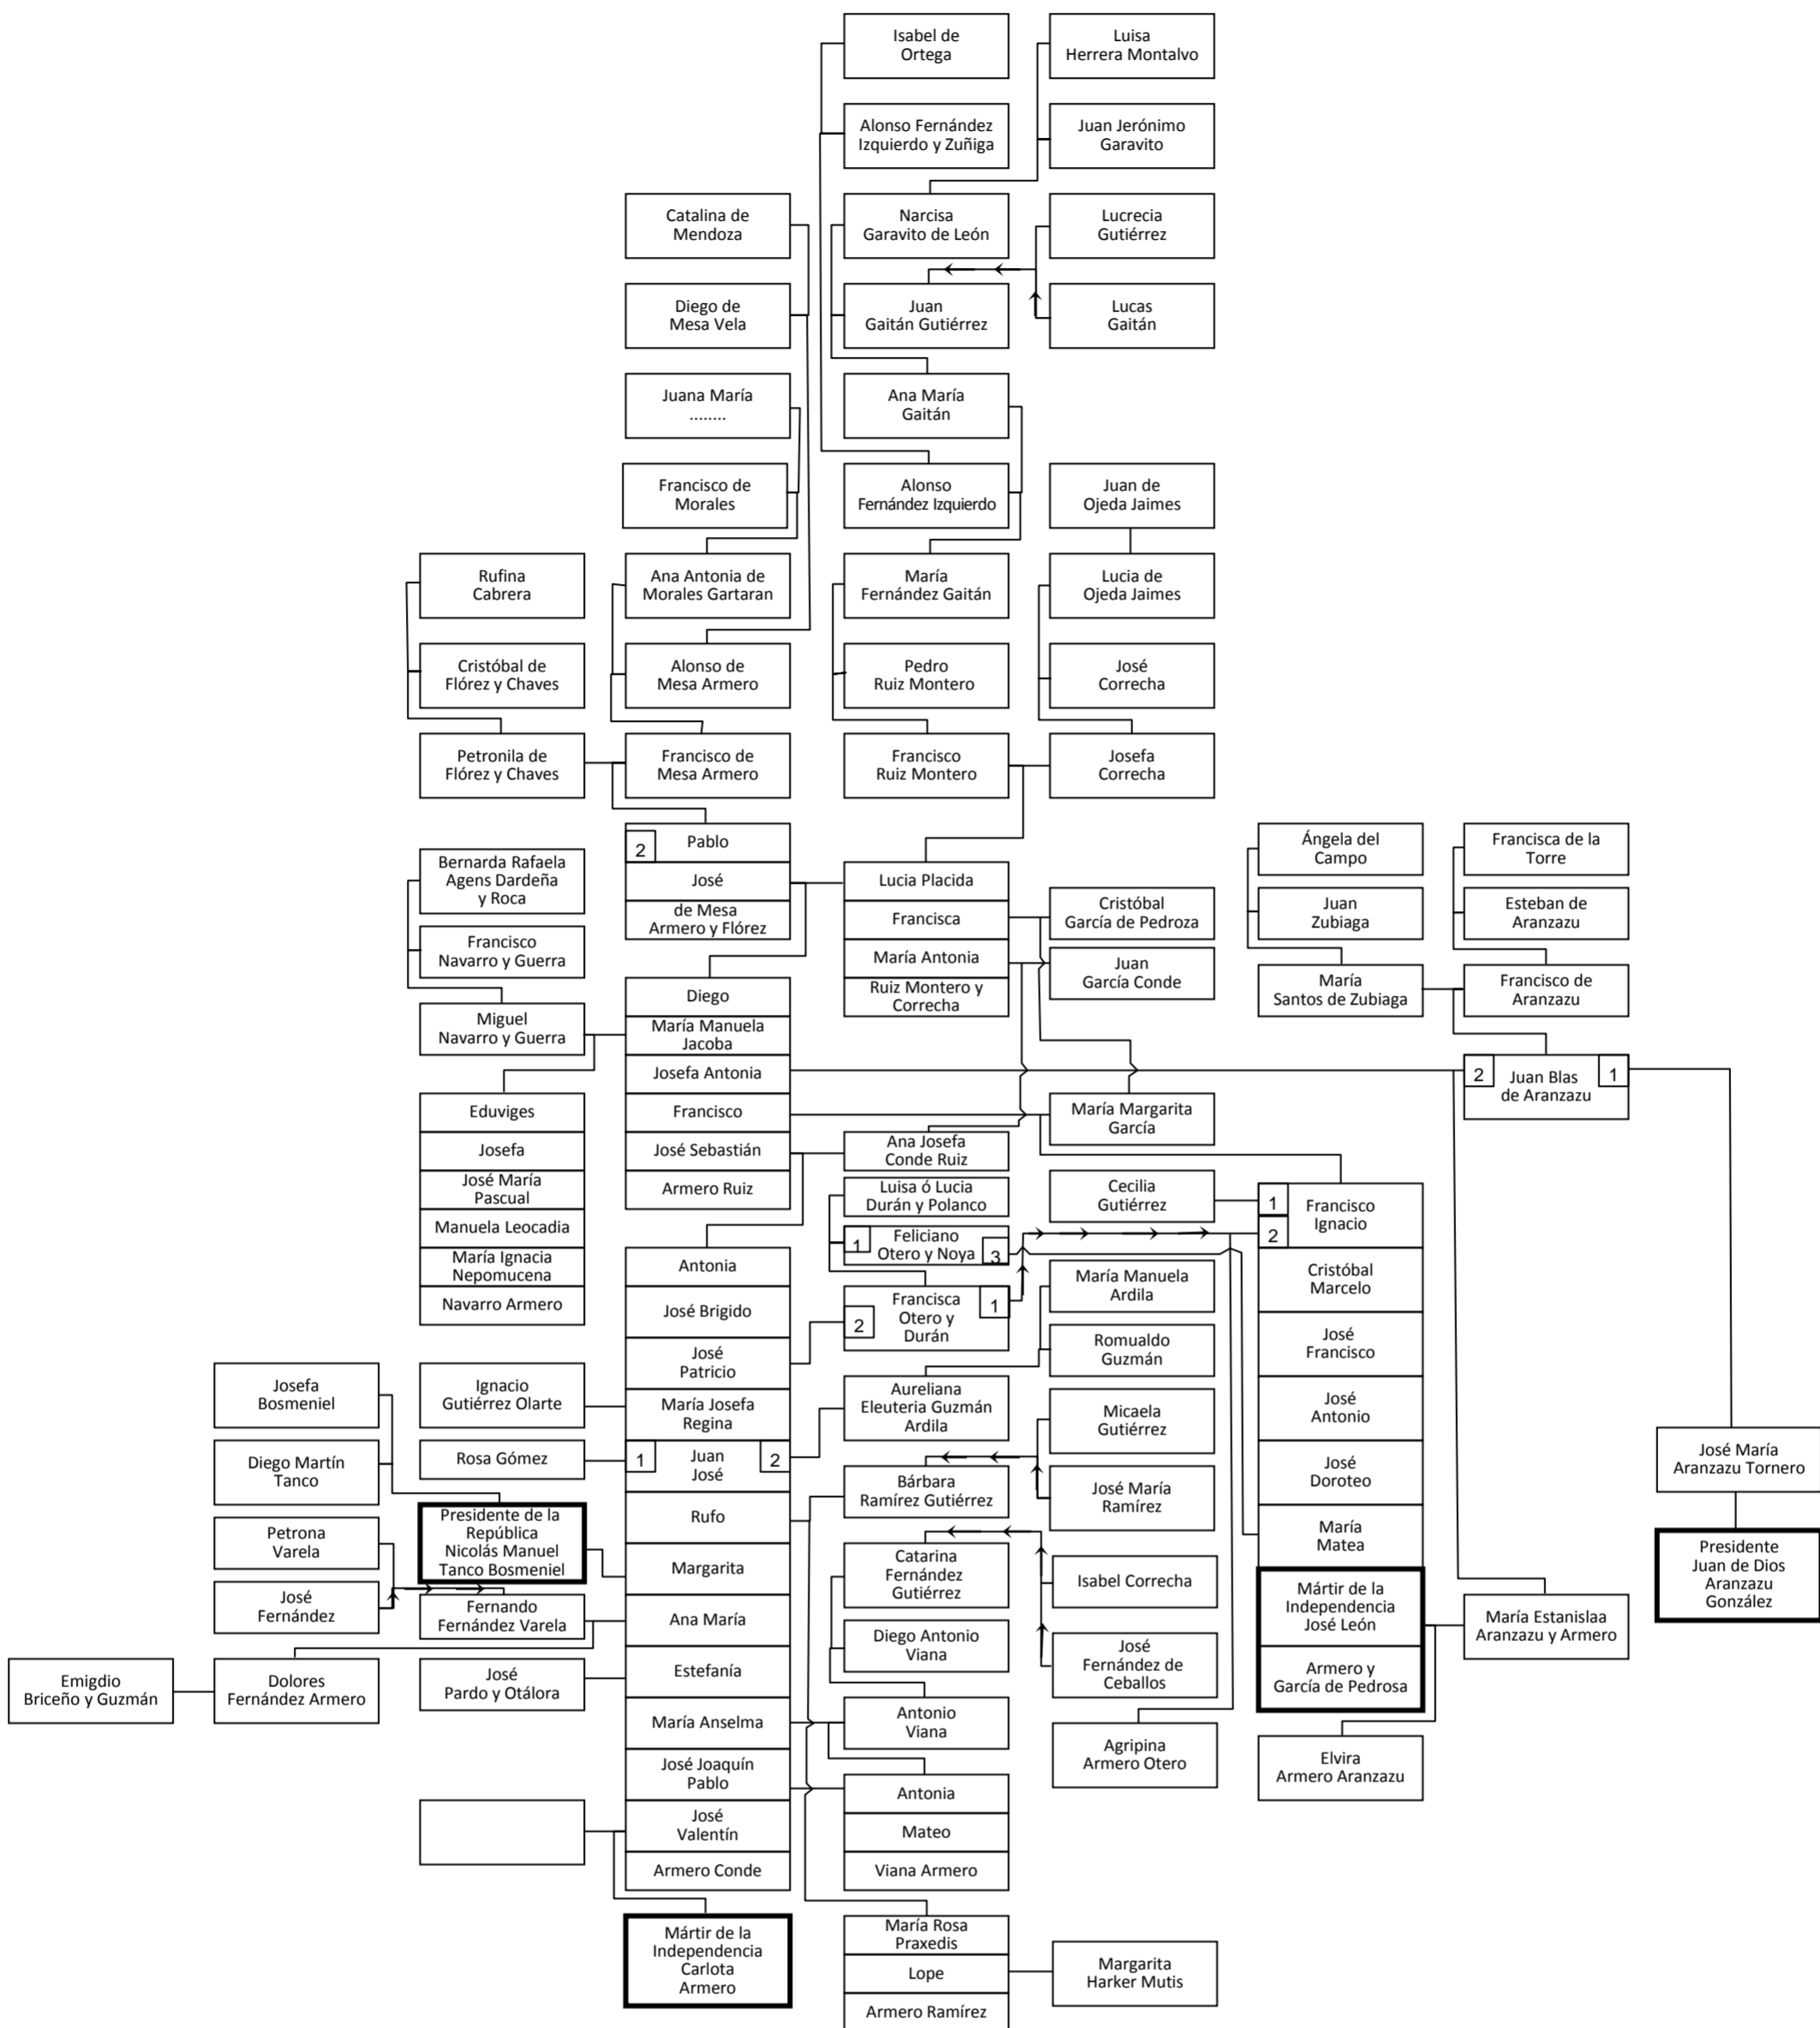 Isabel de
Ortega
Luisa
Herrera Montalvo
Alonso Fernández
Izquierdo y Zuñiga
Juan Jerónimo
Garavito
Catalina de
Mendoza
Narcisa
Garavito de León
Lucrecia
Gutiérrez
Diego de
Mesa Vela
Juan
Gaitán Gutiérrez
Lucas
Gaitán
Juana María
........
Ana María
Gaitán
Francisco de
Morales
Alonso
Fernández Izquierdo
Juan de
Ojeda Jaimes
Rufina
Cabrera
Ana Antonia de
Morales Gartaran
María
Fernández Gaitán
Lucia de
Ojeda Jaimes
Cristóbal de
Flórez y Chaves
Alonso de
Mesa Armero
Pedro
Ruiz Montero
José
Correcha
Petronila de
Flórez y Chaves
Francisco de
Mesa Armero
Francisco
Ruiz Montero
Josefa
Correcha
2
Pablo
José
de Mesa
Armero y Flórez
Bernarda Rafaela
Agens Dardeña
y Roca
Francisco
Navarro y Guerra
Miguel
Navarro y Guerra
Lucia Placida
Francisca
María Antonia
Ruiz Montero y
Correcha
Cristóbal
García de Pedroza
Juan
García Conde
Ángela del
Campo
Juan
Zubiaga
María
Santos de Zubiaga
Francisca de la
Torre
Esteban de
Aranzazu
Francisco de
Aranzazu
2
Juan Blas
de Aranzazu
1
Diego
María Manuela
Jacoba
Josefa Antonia
Francisco
José Sebastián
Armero Ruiz
Eduviges
Josefa
José María
Pascual
Manuela Leocadia
María Ignacia
Nepomucena
Navarro Armero
María Margarita
García
Ana Josefa
Conde Ruiz
Luisa ó Lucia
Durán y Polanco
1
Feliciano
Otero y Noya
3
2
Francisca
Otero y
Durán
1
Cecilia
Gutiérrez
1
2
Francisco
Ignacio
Cristóbal
Marcelo
José
Francisco
José
Antonio
José
Doroteo
María
Matea
Mártir de la
Independencia
José León
Armero y
García de Pedrosa
María Manuela
Ardila
Romualdo
Guzmán
Aureliana
Eleuteria Guzmán
Ardila
Micaela
Gutiérrez
José María
Ramírez
Bárbara
Ramírez Gutiérrez
Catarina
Fernández
Gutiérrez
Isabel Correcha
José
Fernández de
Ceballos
Diego Antonio
Viana
Antonio
Viana
Antonia
José Brigido
José
Patricio
María Josefa
Regina
1
Juan
José
2
Rufo
Margarita
Ana María
Estefanía
María Anselma
José Joaquín
Pablo
José
Valentín
Armero Conde
Josefa
Bosmeniel
Diego Martín
Tanco
Petrona
Varela
José
Fernández
Ignacio
Gutiérrez Olarte
Rosa Gómez
Presidente de la
República
Nicolás Manuel
Tanco Bosmeniel
Fernando
Fernández Varela
José
Pardo y Otálora
Emigdio
Briceño y Guzmán
Dolores
Fernández Armero
Antonia
Mateo
Viana Armero
Agripina
Armero Otero
Elvira
Armero Aranzazu
María Estanislaa
Aranzazu y Armero
José María
Aranzazu Tornero
Presidente
Juan de Dios
Aranzazu
González
Mártir de la
Independencia
Carlota
Armero
María Rosa
Praxedis
Lope
Armero Ramírez
Margarita
Harker Mutis